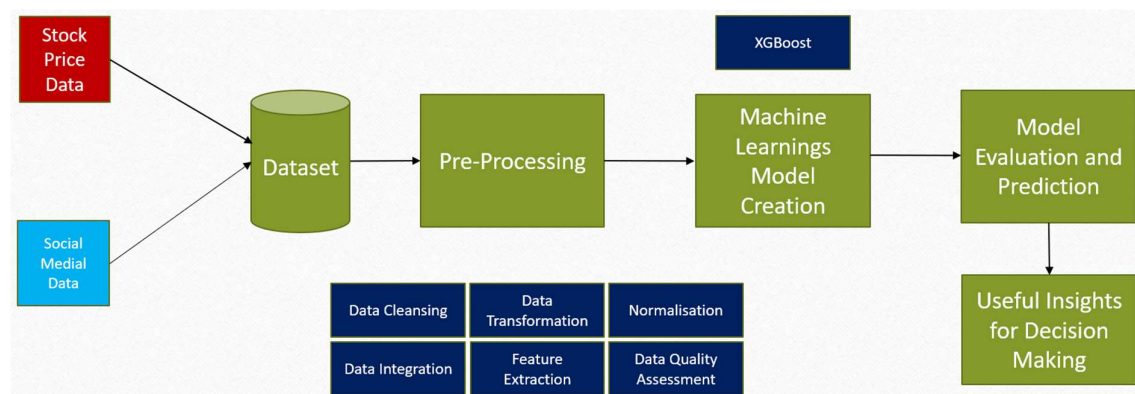 Stock
Price
Data
XGBoost
Dataset
Pre-Processing
Machine
Learnings
Model
Creation
Model
Evaluation and
Prediction
Social
Medial
Data
Data Cleansing
Data
Transformation
Normalisation
Data Integration
Feature
Extraction
Data Quality
Assessment
Useful Insights
for Decision
Making